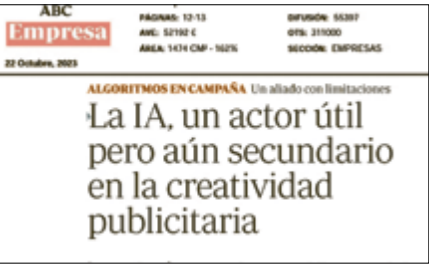 ABC
Empresa
22 Octubre, 2023
PÁGINAS: 12-13
AVE: 52192 €
ÁREA: 1474 CM² - 162%
DIFUSIÓN: 55397
OTS: 311000
SECCIÓN: EMPRESAS
ALGORITMOS EN CAMPAÑA Un aliado con limitaciones
La IA, un actor útil
pero aún secundario
en la creatividad
publicitaria